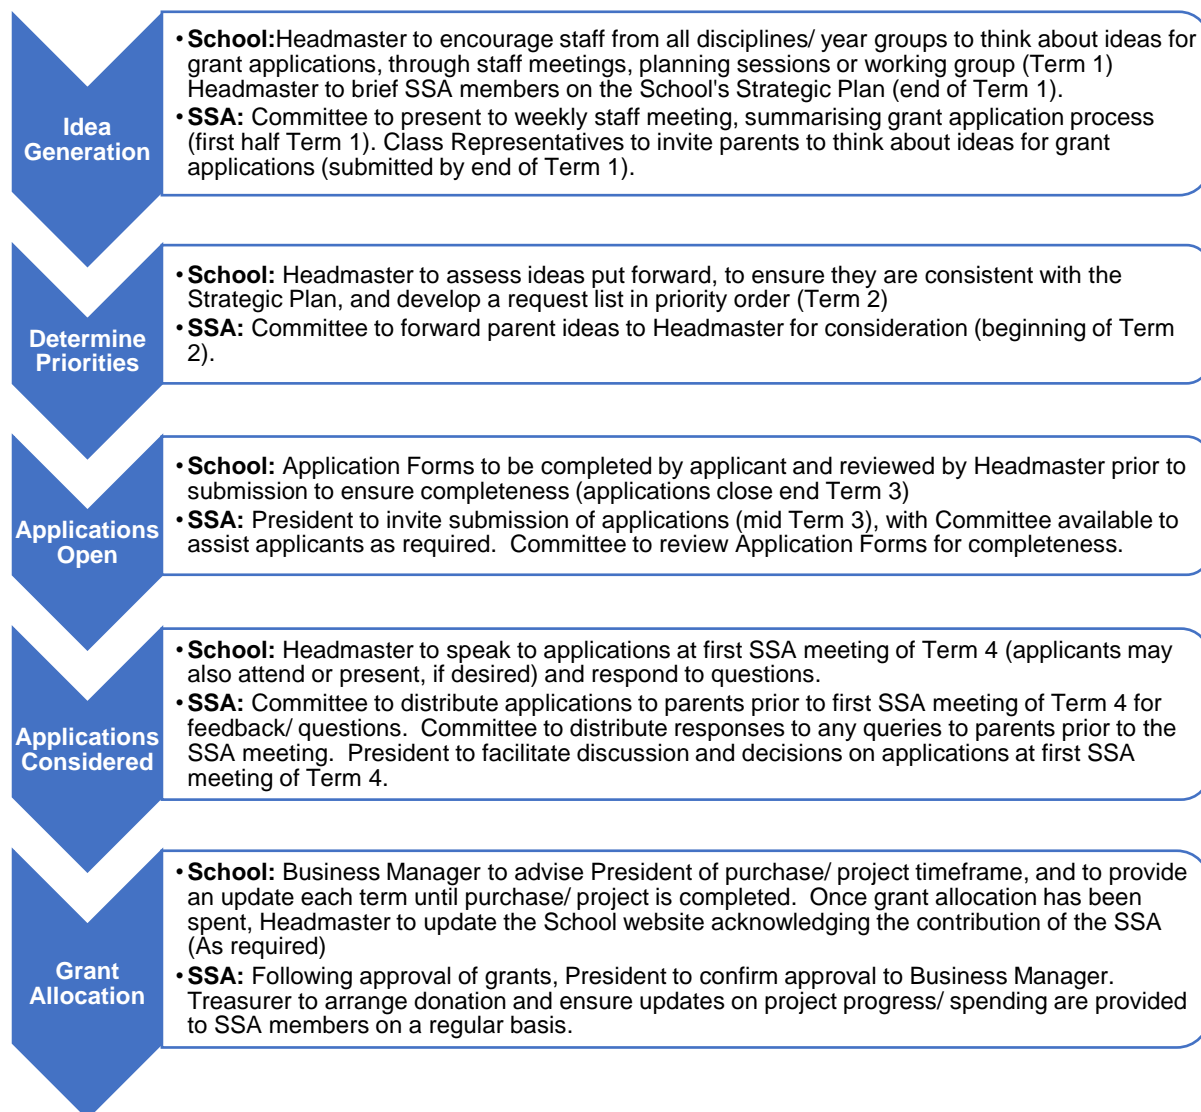 Idea
Generation
• School:Headmaster to encourage staff from all disciplines/ year groups to think about ideas for
grant applications, through staff meetings, planning sessions or working group (Term 1)
Headmaster to brief SSA members on the School's Strategic Plan (end of Term 1).
• SSA: Committee to present to weekly staff meeting, summarising grant application process
(first half Term 1). Class Representatives to invite parents to think about ideas for grant
applications (submitted by end of Term 1).
Determine
Priorities
• School: Headmaster to assess ideas put forward, to ensure they are consistent with the
Strategic Plan, and develop a request list in priority order (Term 2)
• SSA: Committee to forward parent ideas to Headmaster for consideration (beginning of Term
2).
Applications
Open
• School: Application Forms to be completed by applicant and reviewed by Headmaster prior to
submission to ensure completeness (applications close end Term 3)
• SSA: President to invite submission of applications (mid Term 3), with Committee available to
assist applicants as required.  Committee to review Application Forms for completeness.
Applications
Considered
• School: Headmaster to speak to applications at first SSA meeting of Term 4 (applicants may
also attend or present, if desired) and respond to questions.
• SSA: Committee to distribute applications to parents prior to first SSA meeting of Term 4 for
feedback/ questions.  Committee to distribute responses to any queries to parents prior to the
SSA meeting.  President to facilitate discussion and decisions on applications at first SSA
meeting of Term 4.
Grant
Allocation
• School: Business Manager to advise President of purchase/ project timeframe, and to provide
an update each term until purchase/ project is completed.  Once grant allocation has been
spent, Headmaster to update the School website acknowledging the contribution of the SSA
(As required)
• SSA: Following approval of grants, President to confirm approval to Business Manager.
Treasurer to arrange donation and ensure updates on project progress/ spending are provided
to SSA members on a regular basis.